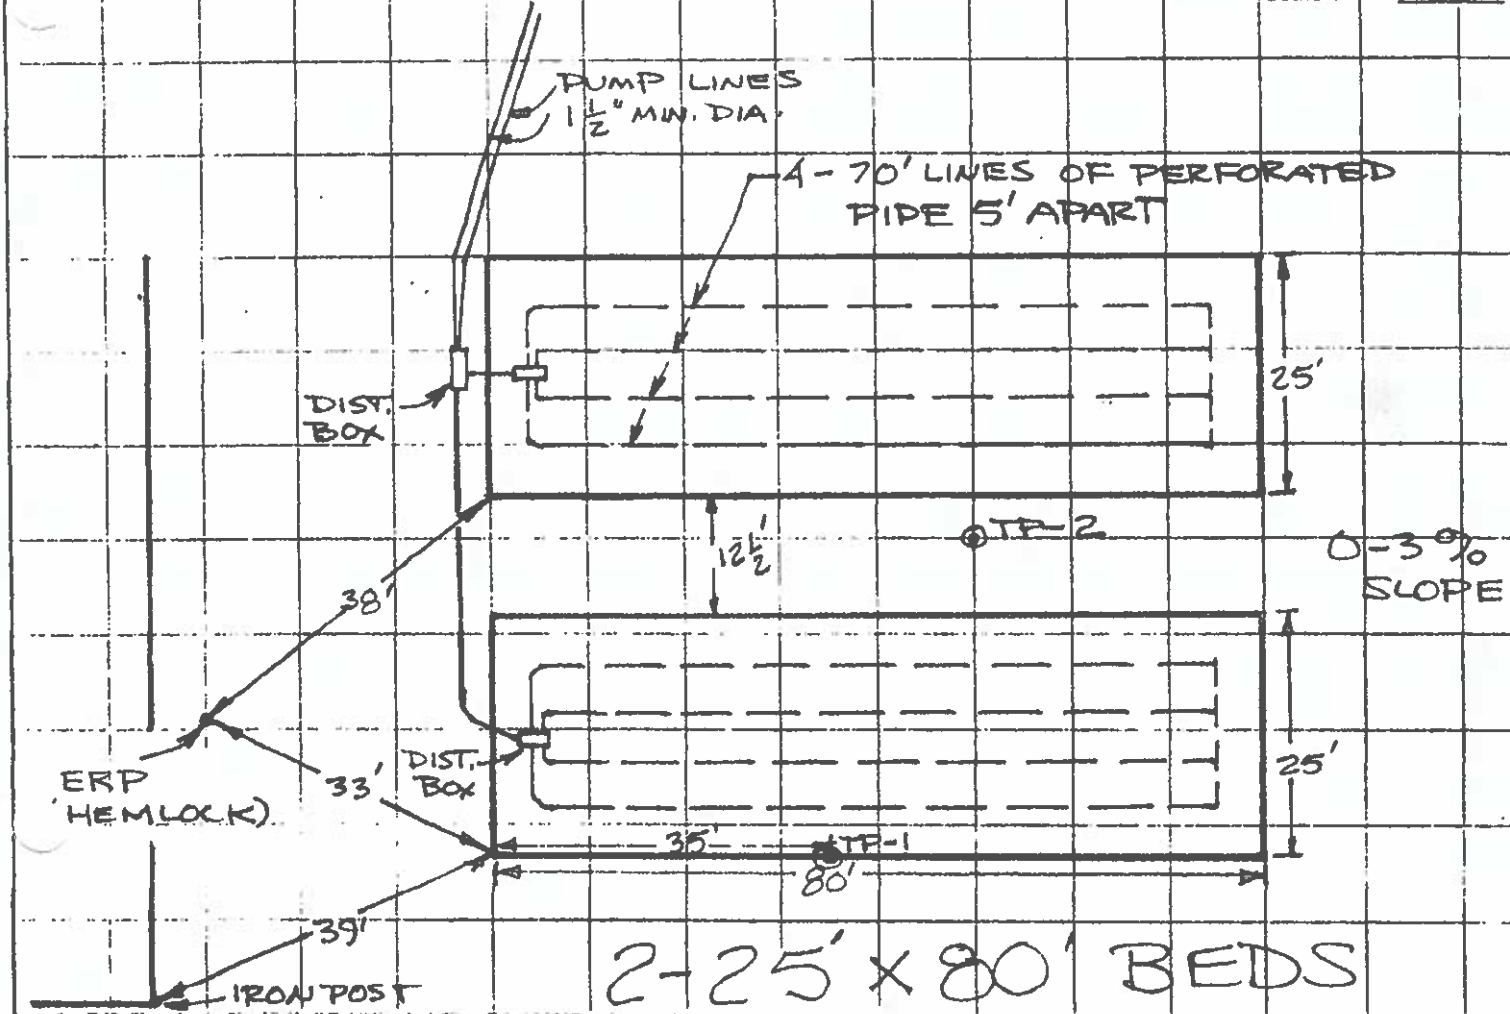 PUMP LINES
1 1/2" MIN. DIA.
4 - 70' LINES OF PERFORATED
PIPE 5' APART
25'
DIST.
BOX
TP-2
12 1/2'
0-3%
SLOPE
38'
ERP
HEMLOCK)
33'
DIST.
BOX
25'
35'
TP-1
80'
39'
2-25' X 80' BEDS
IRON POST